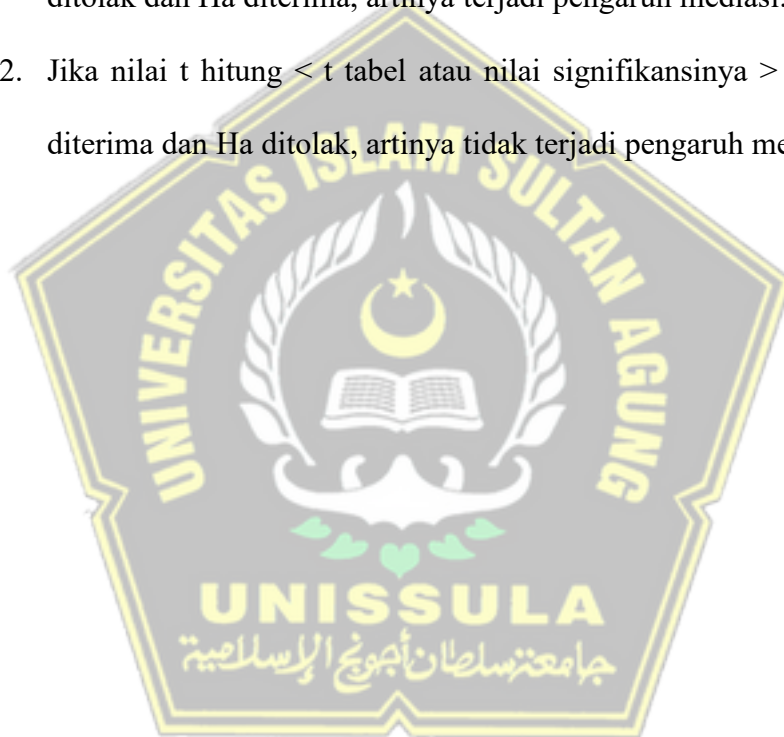 ditolak dan Ha diterima, artinya terjadi pengaruh mediasi.
2. Jika nilai t hitung < t tabel atau nilai signifikansinya >
diterima dan Ha ditolak, artinya tidak terjadi pengaruh me
UNIVERSITAS ISLAM SULTAN AGUNG
UNISSULA
جامعة سلطان أجونج الإسلامية